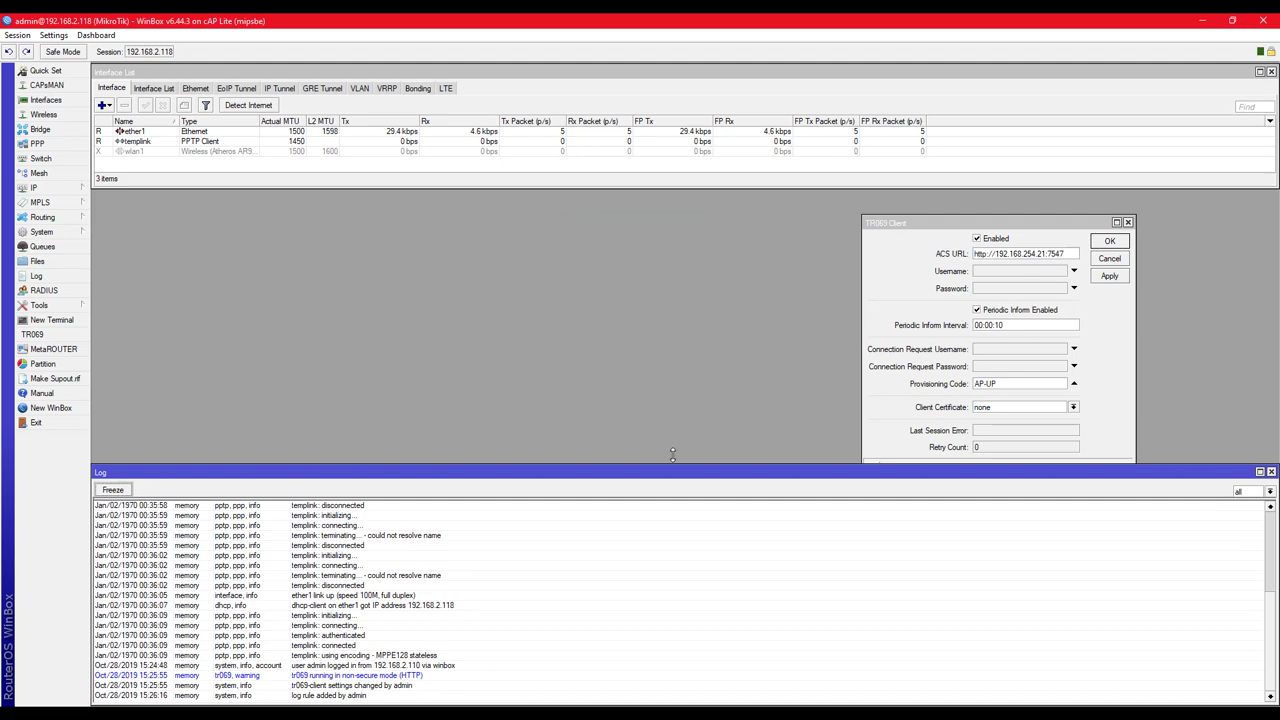 admin@192.168.2.118 (MikroTik) - WinBox v6.44.3 on cAP Lite (mipsbe)
Session Settings Dashboard
Safe Mode Session: 192.168.2.118
Quick Set
CAPsMAN
Interfaces
Wireless
Bridge
PPP
Switch
Mesh
IP
MPLS
Routing
System
Queues
Files
Log
RADIUS
Tools
New Terminal
TR069
MetaROUTER
Partition
Make Supout.rif
Manual
New WinBox
Exit
RouterOS WinBox
Interface List
Interface Interface List Ethernet EoIP Tunnel IP Tunnel GRE Tunnel VLAN VRRP Bonding LTE
Detect Internet Find
Name / Type Actual MTU L2 MTU Tx Rx Tx Packet (p/s) Rx Packet (p/s) FP Tx FP Rx FP Tx Packet (p/s) FP Rx Packet (p/s)
R ether1 Ethernet 1500 1598 29.4 kbps 4.6 kbps 5 5 29.4 kbps 4.6 kbps 5 5
R templink PPTP Client 1450 0 bps 0 bps 0 0 0 bps 0 bps 0 0
X wlan1 Wireless (Atheros AR9... 1500 1600 0 bps 0 bps 0 0 0 bps 0 bps 0 0
3 items
TR069 Client
Enabled
ACS URL: http://192.168.254.21:7547
Username:
Password:
Periodic Inform Enabled
Periodic Inform Interval: 00:00:10
Connection Request Username:
Connection Request Password:
Provisioning Code: AP-UP
Client Certificate: none
Last Session Error:
Retry Count: 0
OK
Cancel
Apply
Log
Freeze all
Jan/02/1970 00:35:58 memory pptp, ppp, info templink: disconnected
Jan/02/1970 00:35:59 memory pptp, ppp, info templink: initializing...
Jan/02/1970 00:35:59 memory pptp, ppp, info templink: connecting...
Jan/02/1970 00:35:59 memory pptp, ppp, info templink: terminating... - could not resolve name
Jan/02/1970 00:35:59 memory pptp, ppp, info templink: disconnected
Jan/02/1970 00:36:02 memory pptp, ppp, info templink: initializing...
Jan/02/1970 00:36:02 memory pptp, ppp, info templink: connecting...
Jan/02/1970 00:36:02 memory pptp, ppp, info templink: terminating... - could not resolve name
Jan/02/1970 00:36:02 memory pptp, ppp, info templink: disconnected
Jan/02/1970 00:36:05 memory interface, info ether1 link up (speed 100M, full duplex)
Jan/02/1970 00:36:07 memory dhcp, info dhcp-client on ether1 got IP address 192.168.2.118
Jan/02/1970 00:36:09 memory pptp, ppp, info templink: initializing...
Jan/02/1970 00:36:09 memory pptp, ppp, info templink: connecting...
Jan/02/1970 00:36:09 memory pptp, ppp, info templink: authenticated
Jan/02/1970 00:36:09 memory pptp, ppp, info templink: connected
Jan/02/1970 00:36:09 memory pptp, ppp, info templink: using encoding - MPPE128 stateless
Oct/28/2019 15:24:48 memory system, info, account user admin logged in from 192.168.2.110 via winbox
Oct/28/2019 15:25:55 memory tr069, warning tr069 running in non-secure mode (HTTP)
Oct/28/2019 15:25:55 memory system, info tr069-client settings changed by admin
Oct/28/2019 15:26:16 memory system, info log rule added by admin